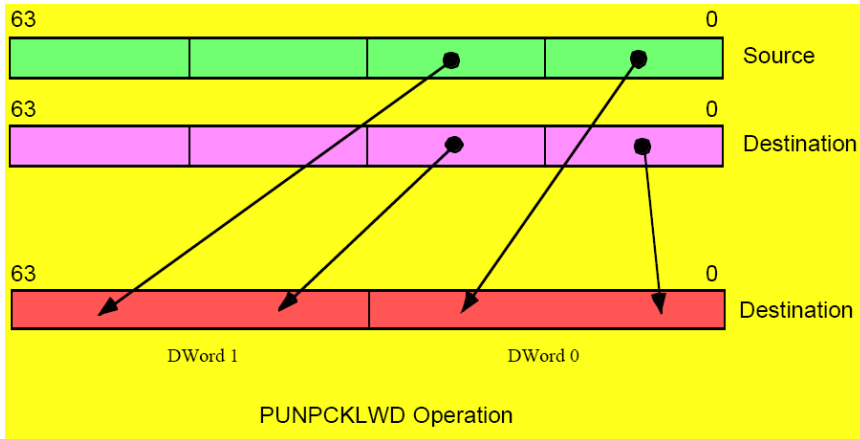 63 0
Source
63 0
Destination
63 0
Destination
DWord 1 DWord 0
PUNPCKLWD Operation